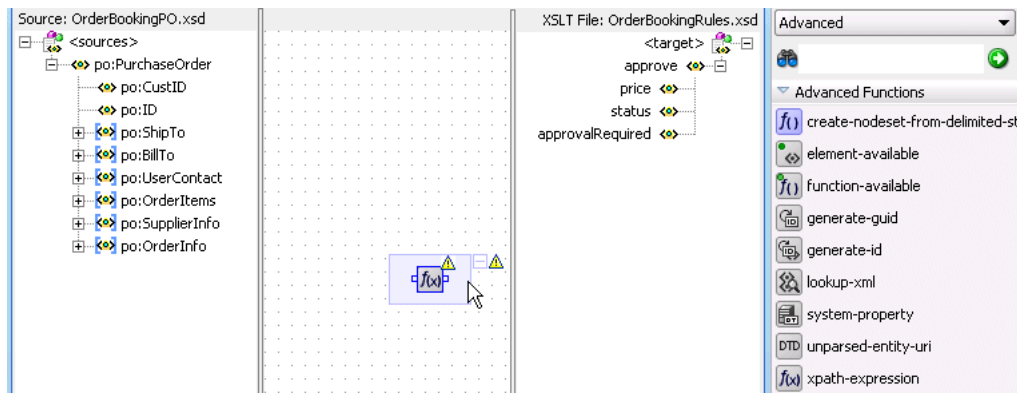 Source: OrderBookingPO.xsd
<sources>
po:PurchaseOrder
po:CustID
po:ID
po:ShipTo
po:BillTo
po:UserContact
po:OrderItems
po:SupplierInfo
po:OrderInfo
f(x)
XSLT File: OrderBookingRules.xsd
<target>
approve
price
status
approvalRequired
Advanced
Advanced Functions
f() create-nodeset-from-delimited-st
element-available
f() function-available
ID generate-guid
ID generate-id
lookup-xml
system-property
DTD unparsed-entity-uri
f(x) xpath-expression